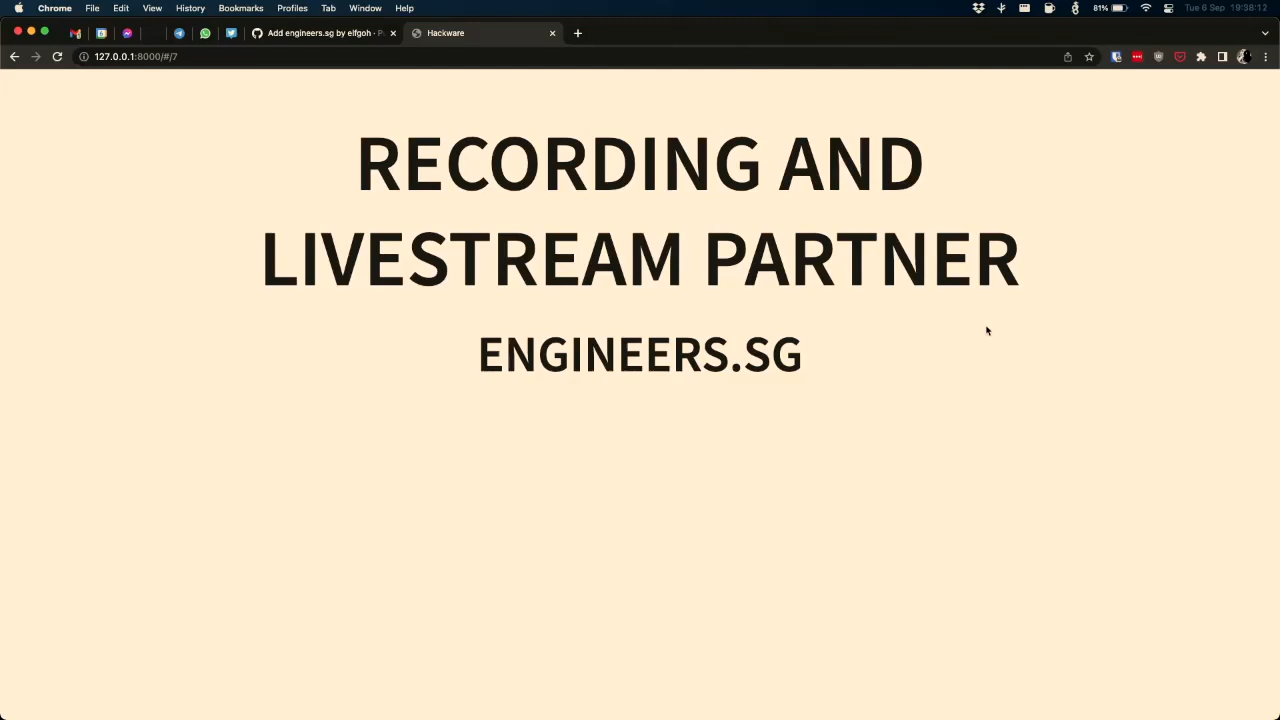 Chrome File Edit View History Bookmarks Profiles Tab Window Help 81% Tue 6 Sep 19:38:12
Add engineers.sg by elfgoh · P Hackware
127.0.0.1:8000/#/7
RECORDING AND
LIVESTREAM PARTNER
ENGINEERS.SG